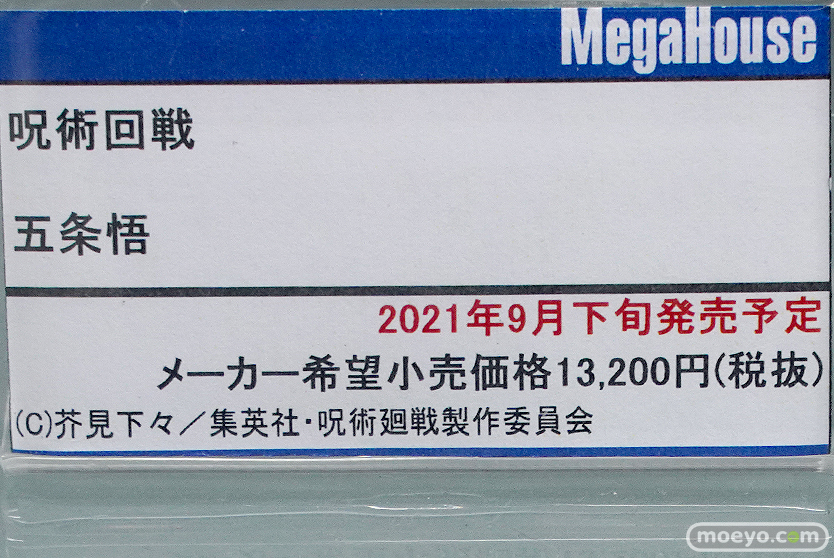 MegaHouse
呪術回戦
五条悟
2021年9月下旬発売予定
メーカー希望小売価格13,200円(税抜)
(C)芥見下々／集英社・呪術廻戦製作委員会
moeyo.com